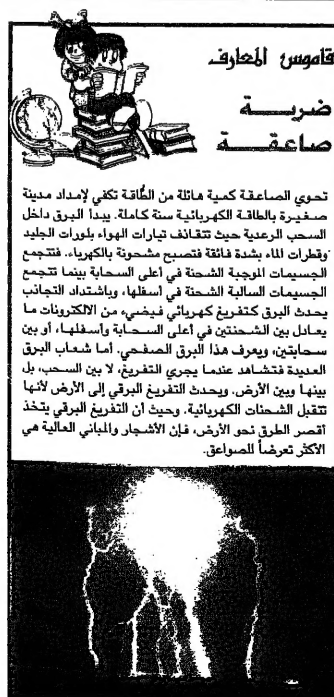 قاموس المعارف
ضربة
صاعقة
تحوي الصاعقة كمية هائلة من الطاقة تكفي لإمداد مدينة
صغيرة بالطاقة الكهربائية سنة كاملة. يبدأ البرق داخل
السحب الرعدية حيث تتقاذف تيارات الهواء بلورات الجليد
وقطرات الماء بشدة فائقة فتصبح مشحونة بالكهرباء. فتتجمع
الجسيمات الموجبة الشحنة في أعلى السحابة بينما تتجمع
الجسيمات السالبة الشحنة في أسفلها، وباشتداد التجاذب
يحدث البرق كتفريغ كهربائي فيضيء من الالكترونات ما
يعادل بين الشحنتين في أعلى السحابة وأسفلها، أو بين
سحابتين، ويعرف هذا البرق الصفحي. أما شعاب البرق
العديدة فتشاهد عندما يجري التفريغ، لا بين السحب، بل
بينها وبين الأرض. ويحدث التفريغ البرقي إلى الأرض لأنها
تتقبل الشحنات الكهربائية. وحيث أن التفريغ البرقي يتخذ
أقصر الطرق نحو الأرض، فإن الأشجار والمباني العالية هي
الأكثر تعرضاً للصواعق.